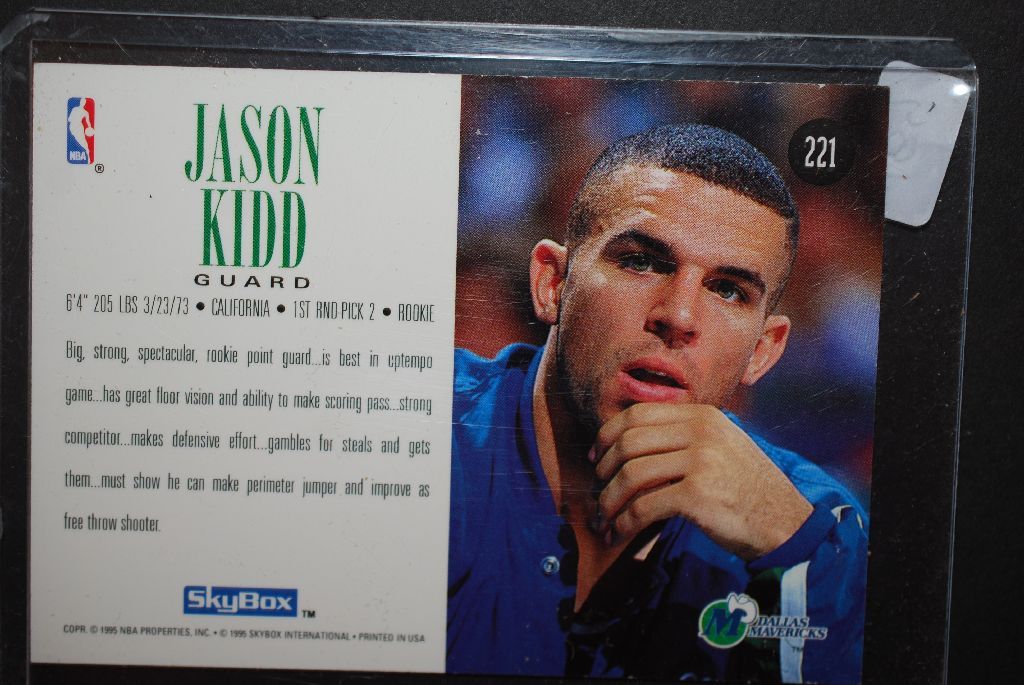 NBA
®
JASON
KIDD
GUARD
6'4" 205 LBS 3/23/73 • CALIFORNIA • 1ST RND PICK 2 • ROOKIE
Big, strong, spectacular, rookie point guard...is best in uptempo
game...has great floor vision and ability to make scoring pass...strong
competitor...makes defensive effort...gambles for steals and gets
them...must show he can make perimeter jumper and improve as
free throw shooter.
SkyBox™
COPR. © 1995 NBA PROPERTIES, INC. • © 1995 SKYBOX INTERNATIONAL • PRINTED IN USA
221
M DALLAS
MAVERICKS
™